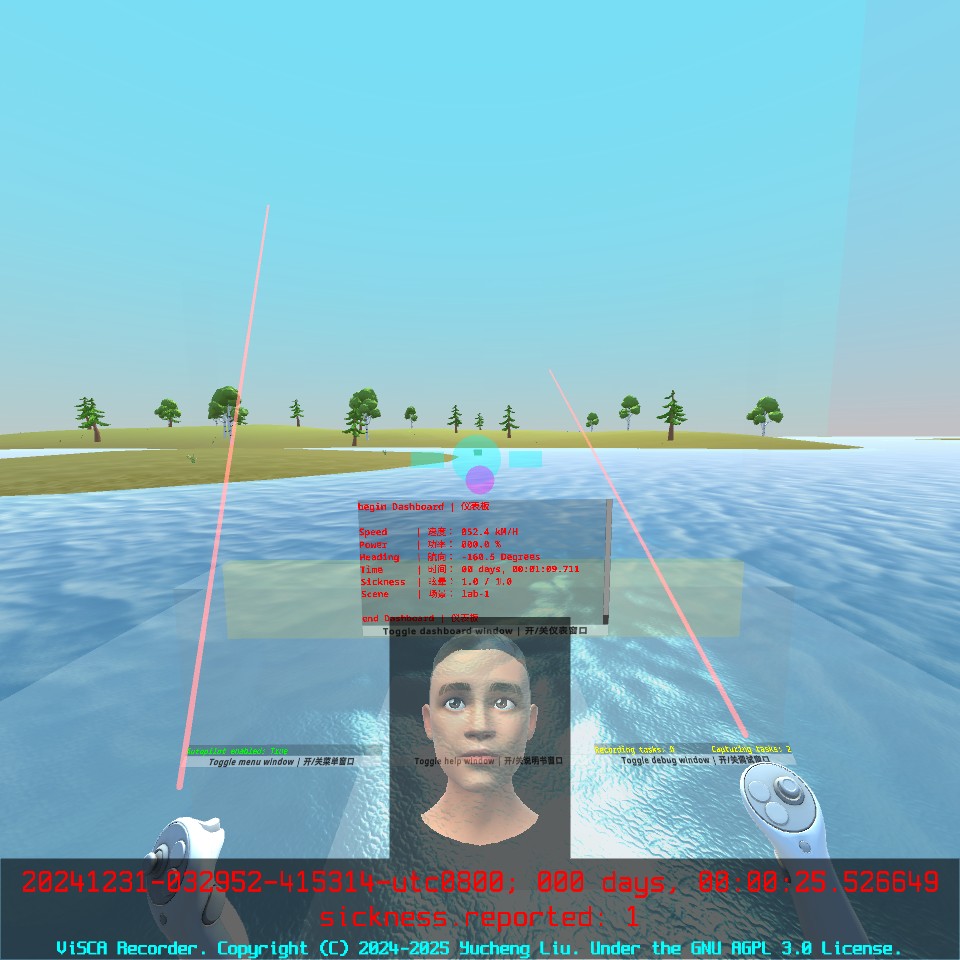 begin Dashboard | 仪表板
Speed | 速度： 052.4 kM/H
Power | 功率： 000.0 %
Heading | 航向： -160.5 Degrees
Time | 时间： 00 days, 00:01:09.711
Sickness | 眩晕： 1.0 / 1.0
Scene | 场景： lab-1
end Dashboard | 仪表板
Toggle dashboard window | 开/关仪表窗口
Autopilot enabled: True
Recording tasks: 0 Capturing tasks: 2
Toggle menu window | 开/关菜单窗口
Toggle help window | 开/关说明书窗口
Toggle debug window | 开/关调试窗口
20241231-032952-415314-utc0800; 000 days, 00:00:25.526649
sickness.reported: 1
ViSCA Recorder. Copyright (C) 2024-2025 Yucheng Liu. Under the GNU AGPL 3.0 License.